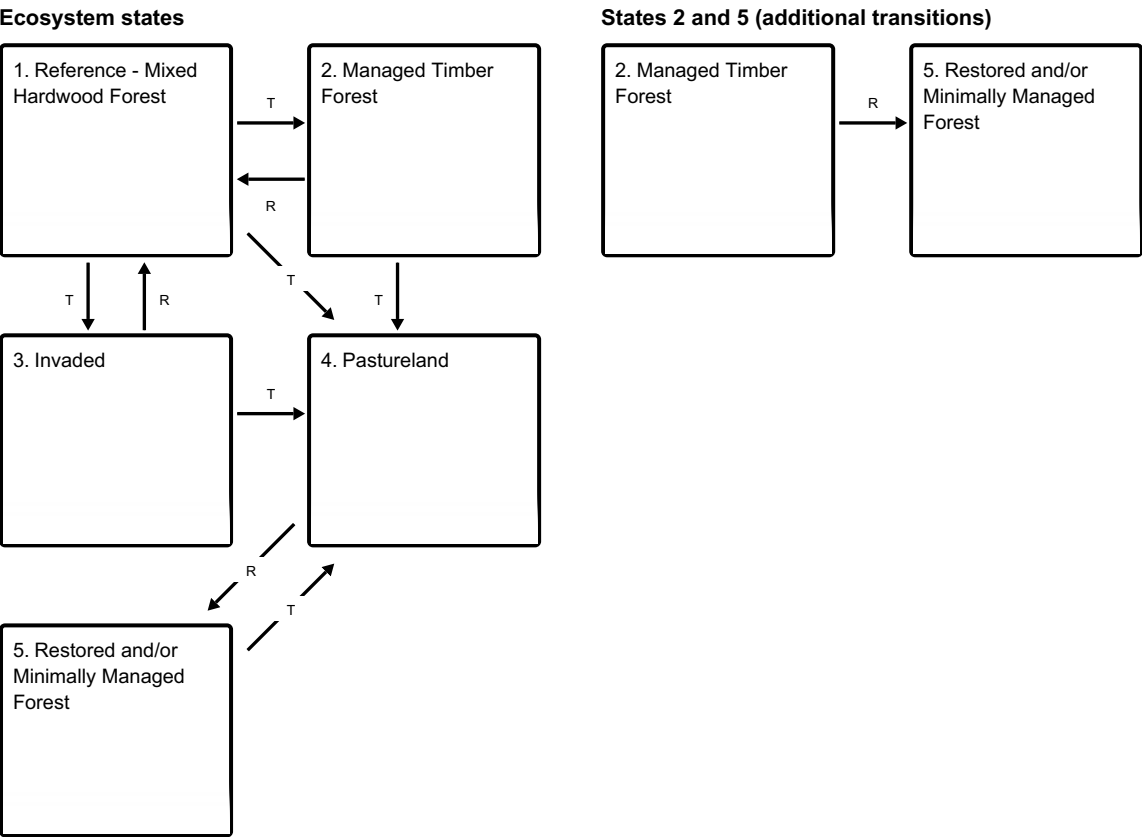 Ecosystem states
1. Reference - Mixed
Hardwood Forest
T
2. Managed Timber
Forest
R
T
T
R
T
3. Invaded
T
4. Pastureland
R
T
5. Restored and/or
Minimally Managed
Forest
States 2 and 5 (additional transitions)
2. Managed Timber
Forest
R
5. Restored and/or
Minimally Managed
Forest